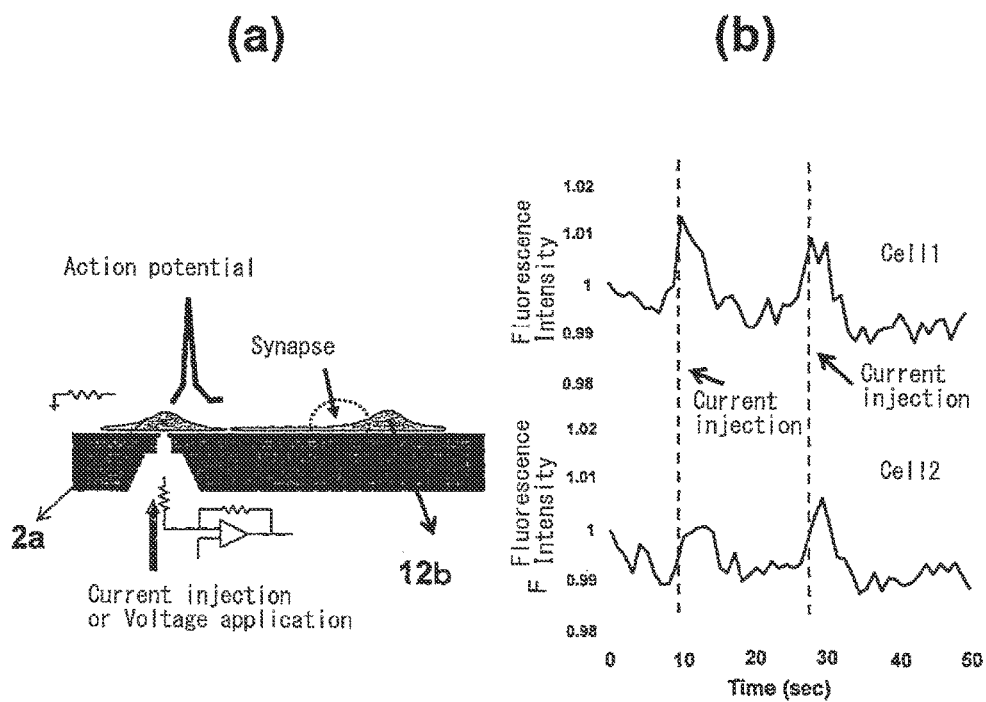 (a)
Action potential
Synapse
2a
12b
Current injection
or Voltage application
(b)
Fluorescence
Intensity
1.02
1.01
1
0.99
0.98
Cell1
Current
injection
Current
injection
F Fluorescence
Intensity
1.02
1.01
1
0.99
0.98
Cell2
0 10 20 30 40 50
Time (sec)